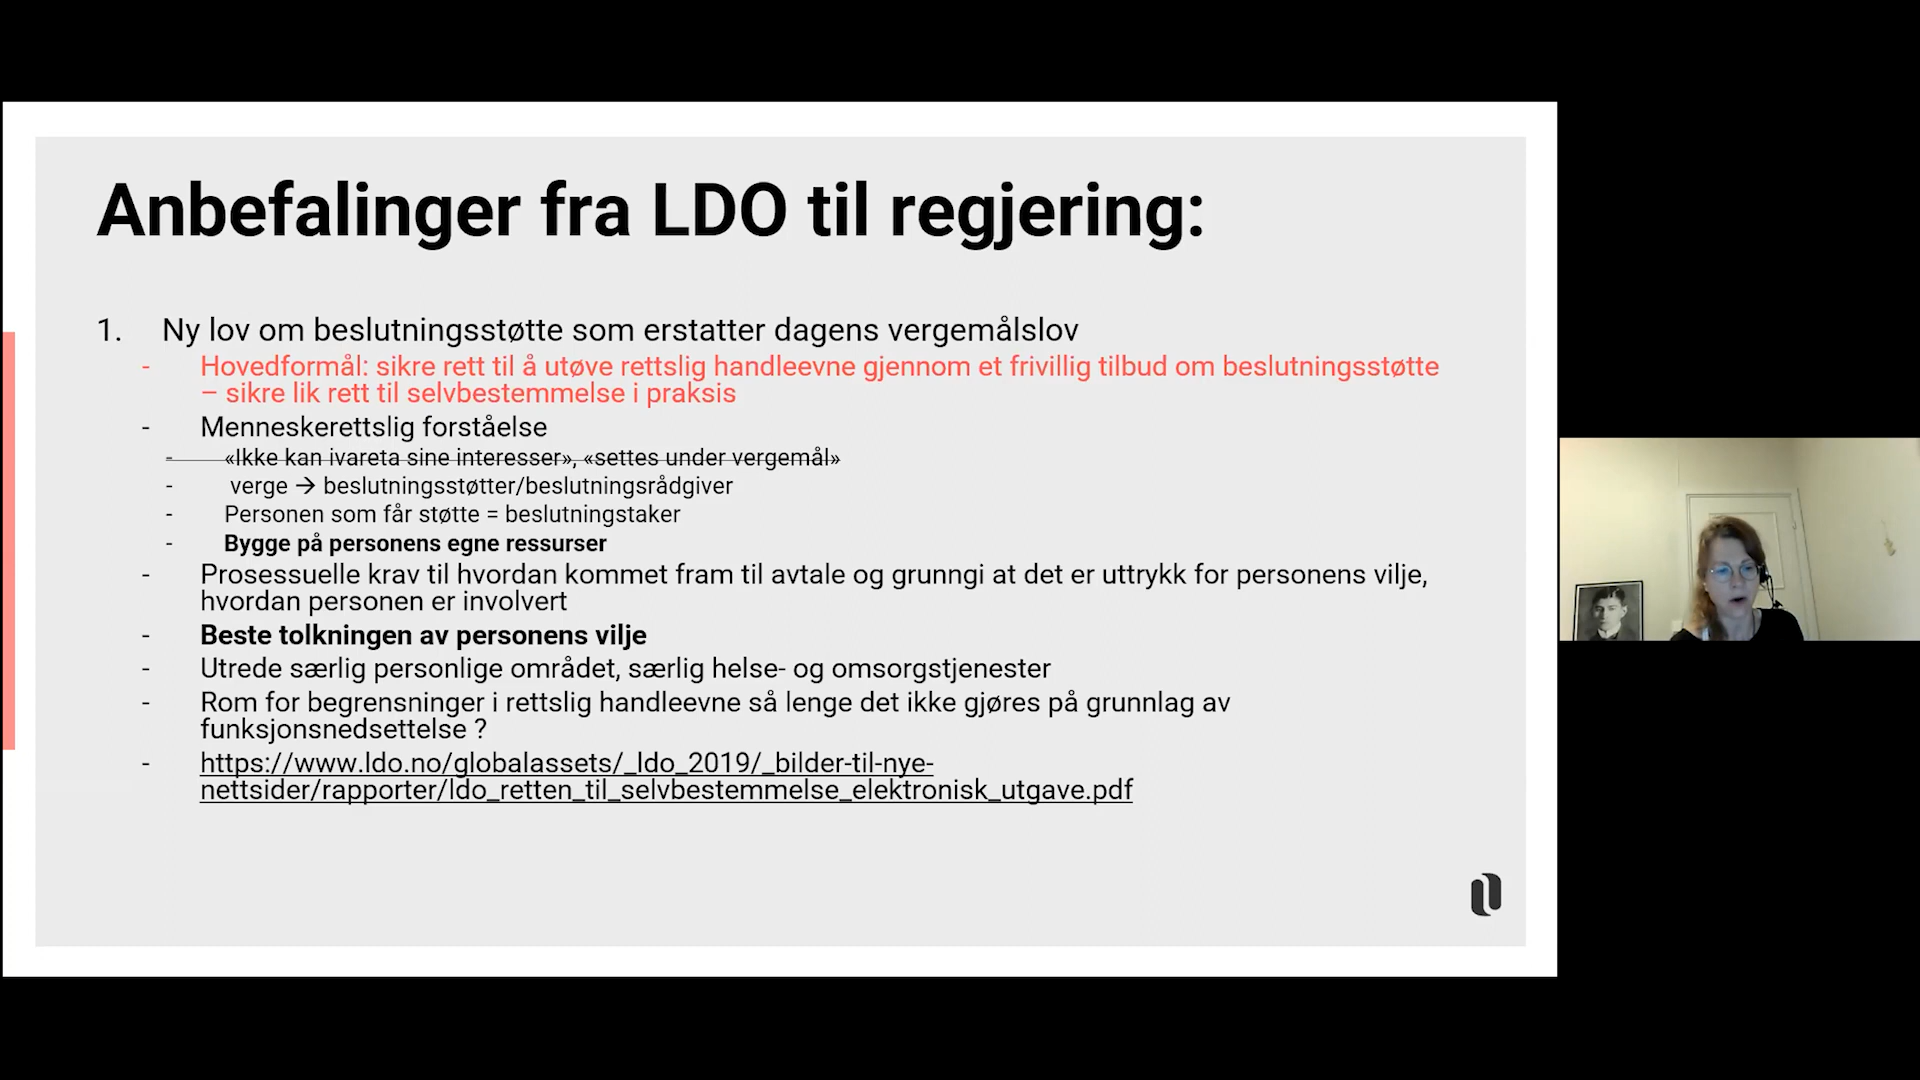 Anbefalinger fra LDO til regjering:
1. Ny lov om beslutningsstøtte som erstatter dagens vergemålslov
- Hovedformål: sikre rett til å utøve rettslig handleevne gjennom et frivillig tilbud om beslutningsstøtte
– sikre lik rett til selvbestemmelse i praksis
- Menneskerettslig forståelse
- «Ikke kan ivareta sine interesser», «settes under vergemål»
- verge → beslutningsstøtter/beslutningsrådgiver
- Personen som får støtte = beslutningstaker
- Bygge på personens egne ressurser
- Prosessuelle krav til hvordan kommet fram til avtale og grunngi at det er uttrykk for personens vilje,
hvordan personen er involvert
- Beste tolkningen av personens vilje
- Utrede særlig personlige området, særlig helse- og omsorgstjenester
- Rom for begrensninger i rettslig handleevne så lenge det ikke gjøres på grunnlag av
funksjonsnedsettelse ?
- https://www.ldo.no/globalassets/_ldo_2019/_bilder-til-nye-
nettsider/rapporter/ldo_retten_til_selvbestemmelse_elektronisk_utgave.pdf